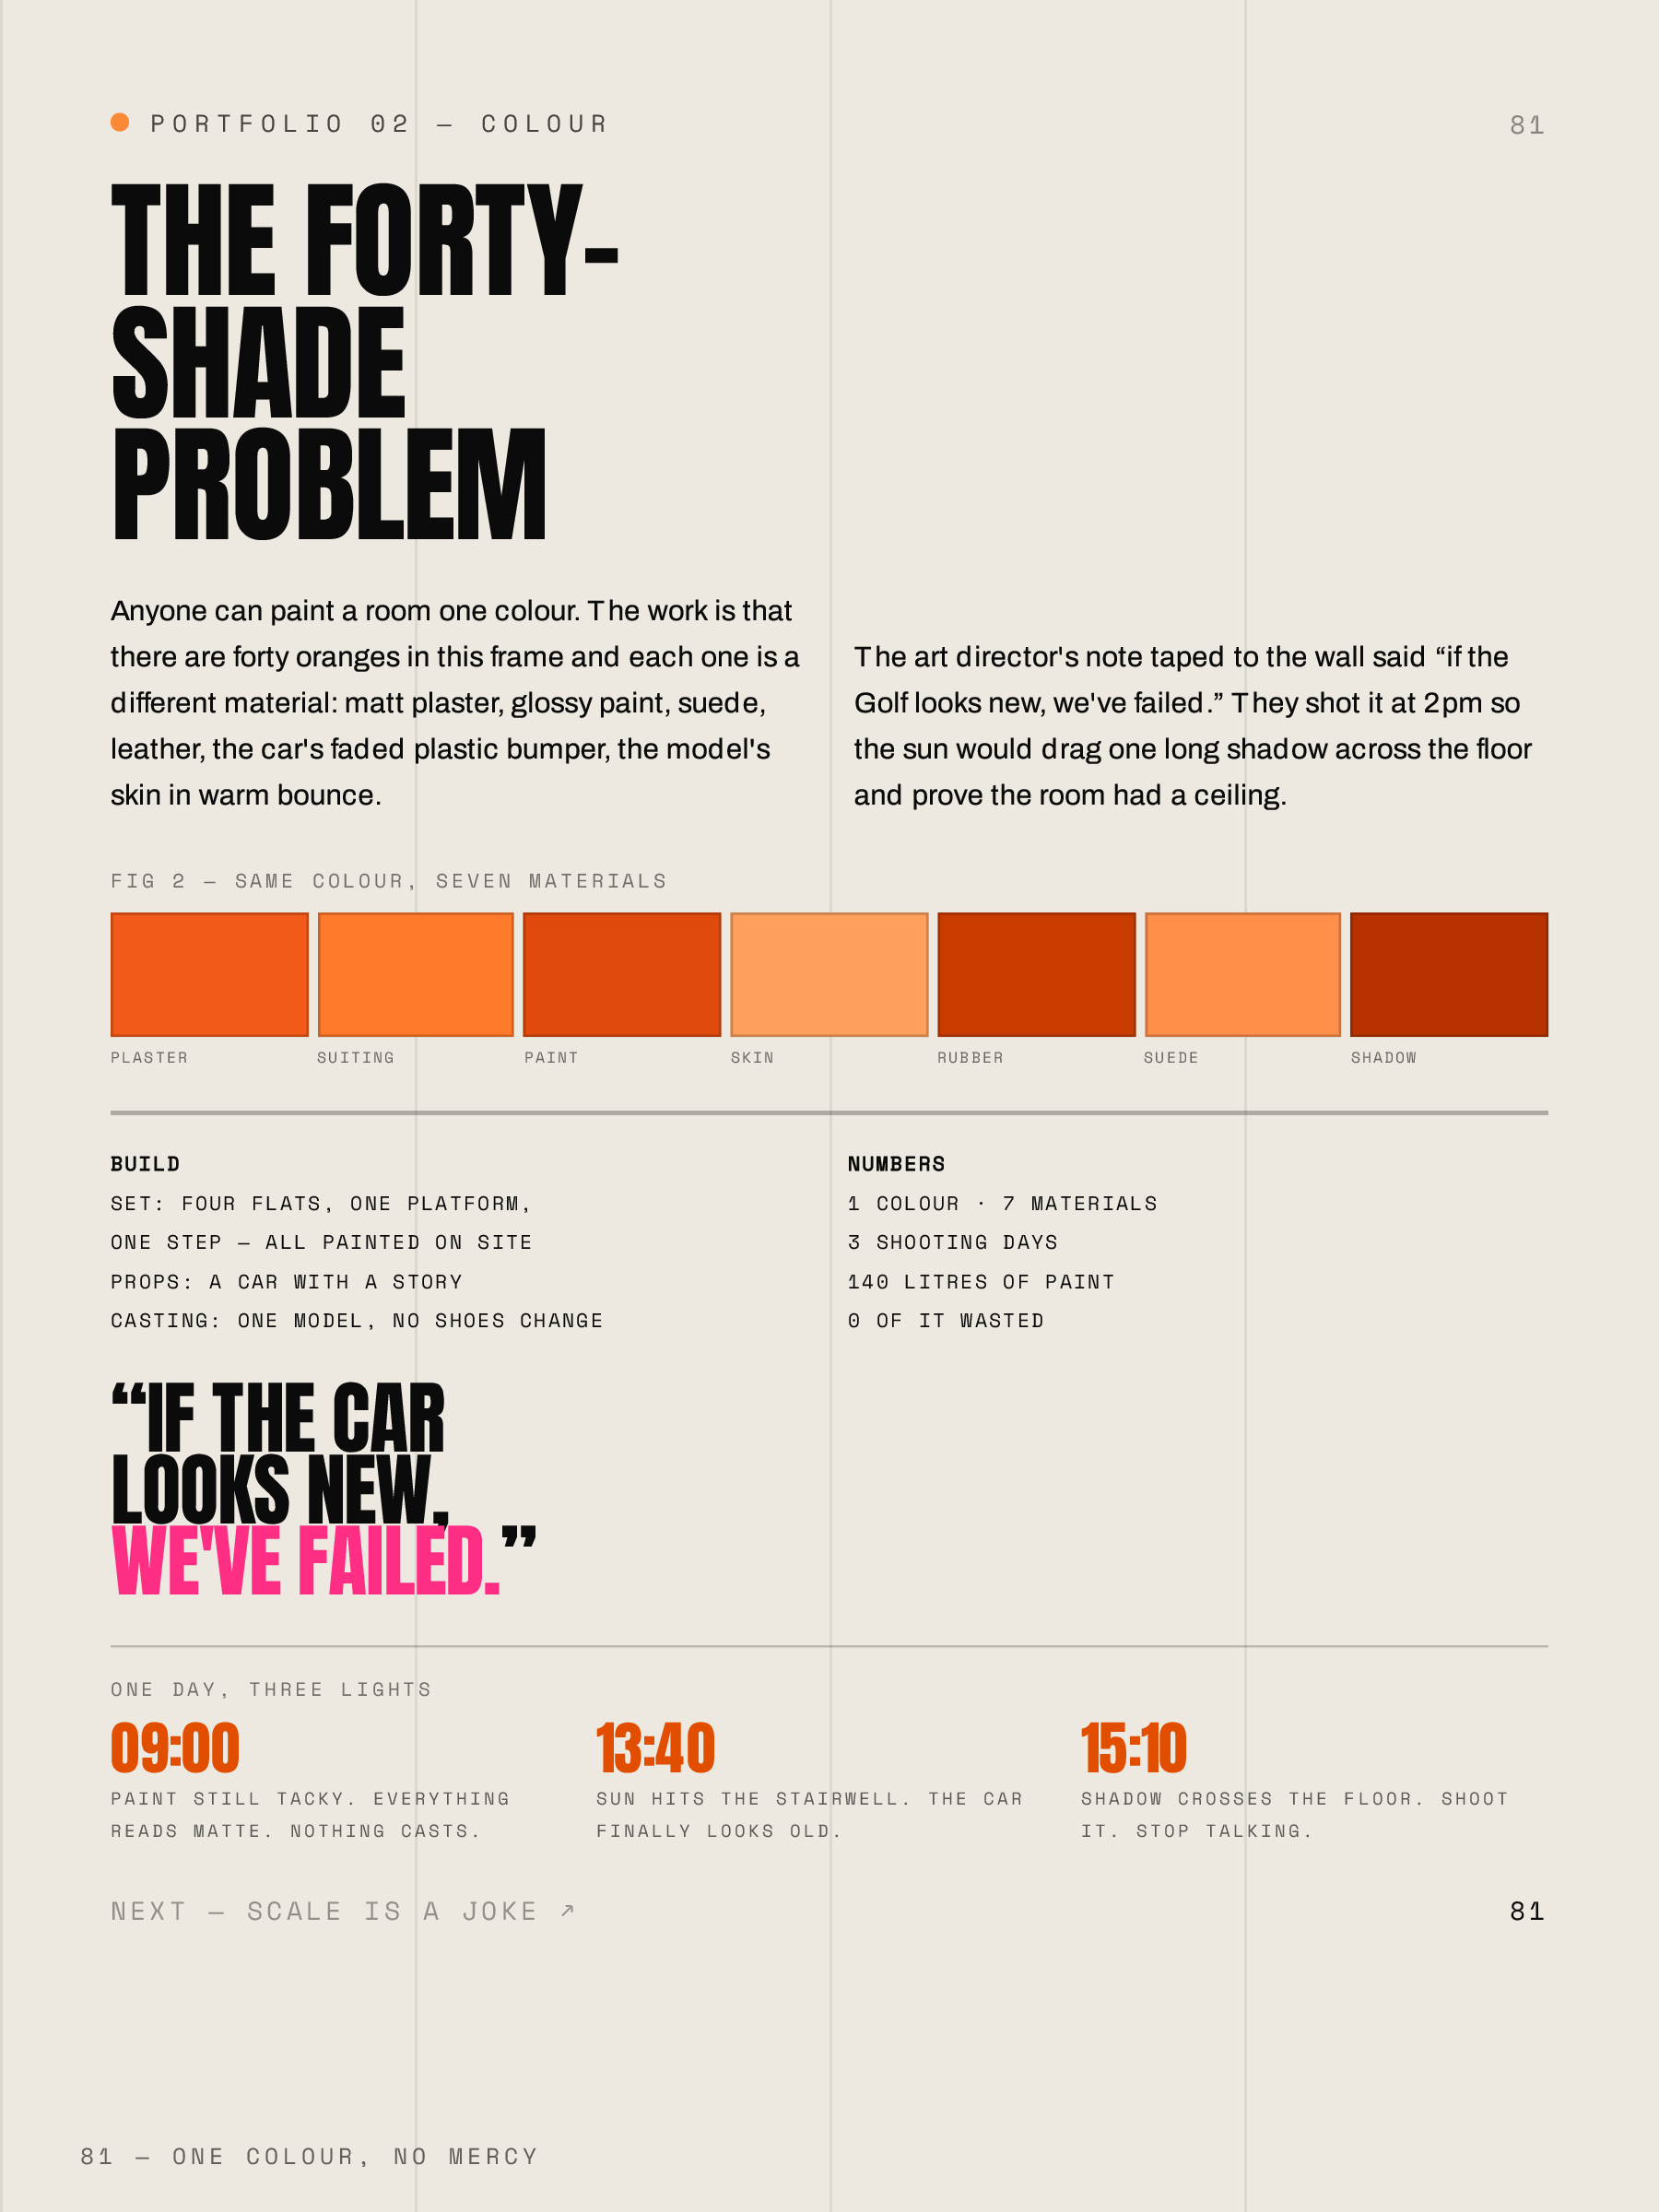 PORTFOLIO 02 — COLOUR
81
THE FORTY-
SHADE
PROBLEM
Anyone can paint a room one colour. The work is that
there are forty oranges in this frame and each one is a
different material: matt plaster, glossy paint, suede,
leather, the car's faded plastic bumper, the model's
skin in warm bounce.
The art director's note taped to the wall said “if the
Golf looks new, we've failed.” They shot it at 2pm so
the sun would drag one long shadow across the floor
and prove the room had a ceiling.
FIG 2 — SAME COLOUR, SEVEN MATERIALS
PLASTER
SUITING
PAINT
SKIN
RUBBER
SUEDE
SHADOW
BUILD
SET: FOUR FLATS, ONE PLATFORM,
ONE STEP — ALL PAINTED ON SITE
PROPS: A CAR WITH A STORY
CASTING: ONE MODEL, NO SHOES CHANGE
NUMBERS
1 COLOUR · 7 MATERIALS
3 SHOOTING DAYS
140 LITRES OF PAINT
0 OF IT WASTED
“IF THE CAR
LOOKS NEW,
WE'VE FAILED.”
ONE DAY, THREE LIGHTS
09:00
PAINT STILL TACKY. EVERYTHING
READS MATTE. NOTHING CASTS.
13:40
SUN HITS THE STAIRWELL. THE CAR
FINALLY LOOKS OLD.
15:10
SHADOW CROSSES THE FLOOR. SHOOT
IT. STOP TALKING.
NEXT — SCALE IS A JOKE ↗
81
81 — ONE COLOUR, NO MERCY